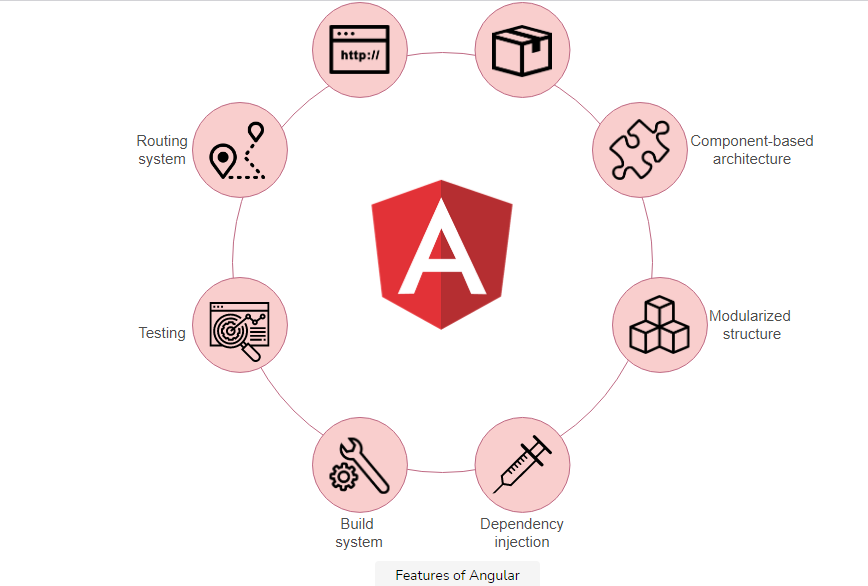 http://
Routing
system
Component-based
architecture
A
Testing
Modularized
structure
Build
system
Dependency
injection
Features of Angular